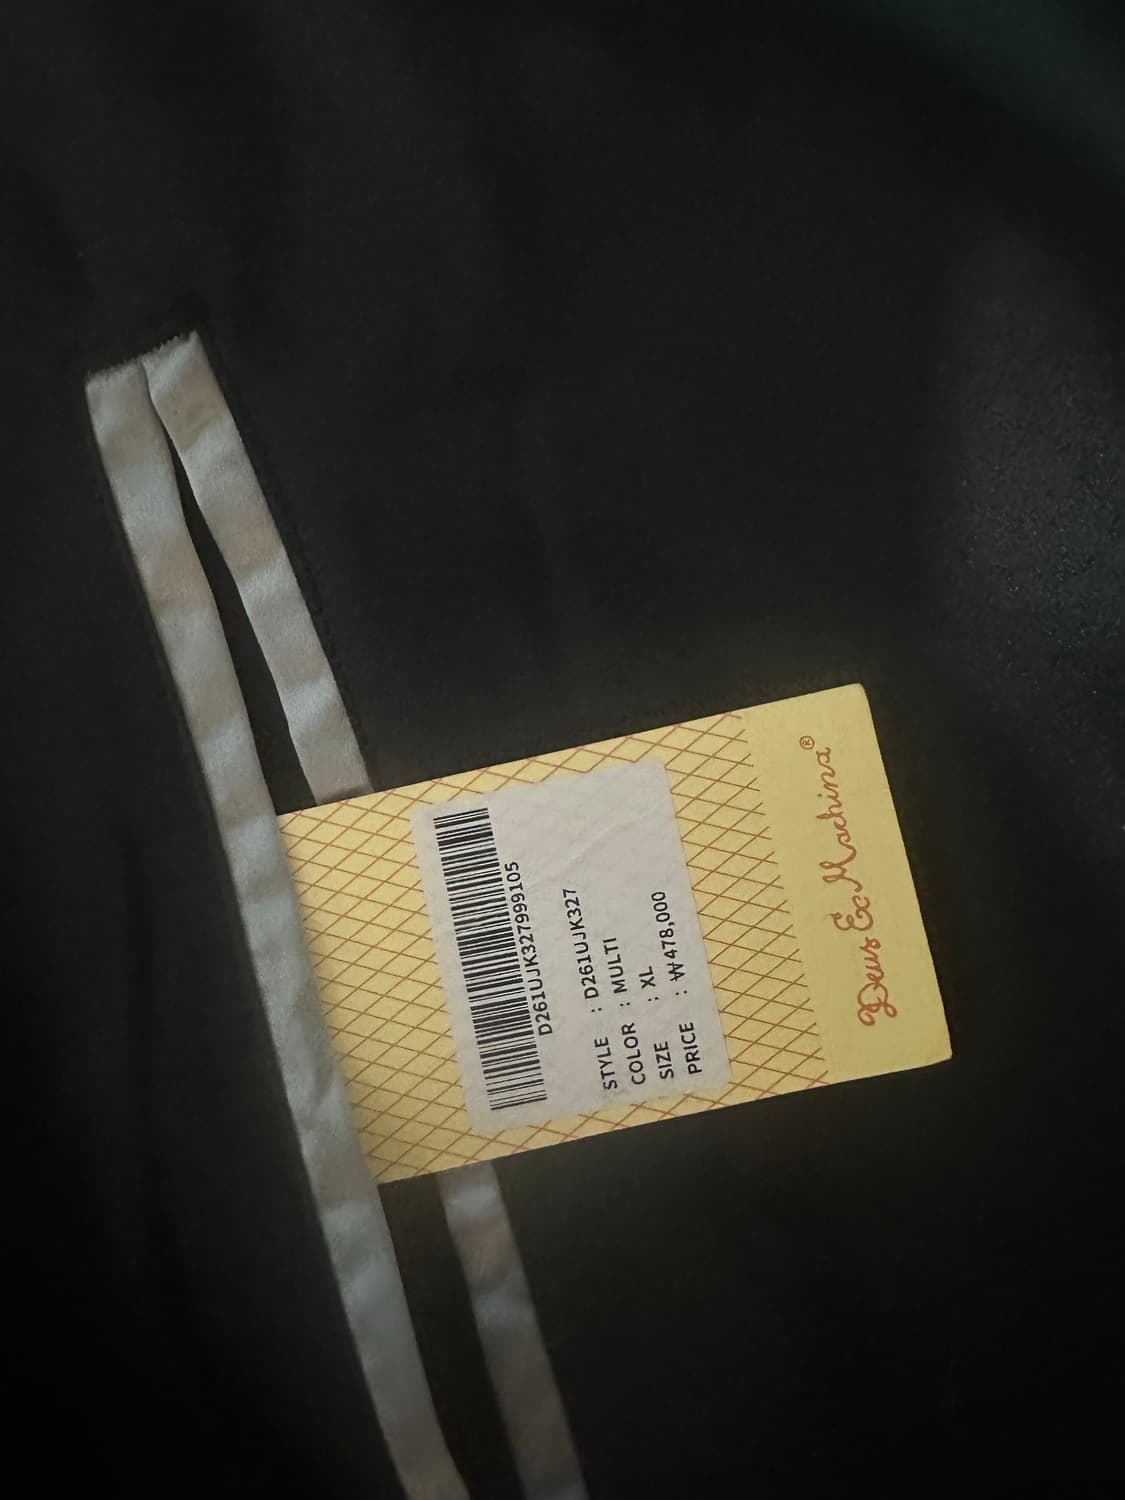 D261UJK327999105
STYLE : D261UJK327
COLOR : MULTI
SIZE : XL
PRICE : ₩478,000
Deus Ex Machina®